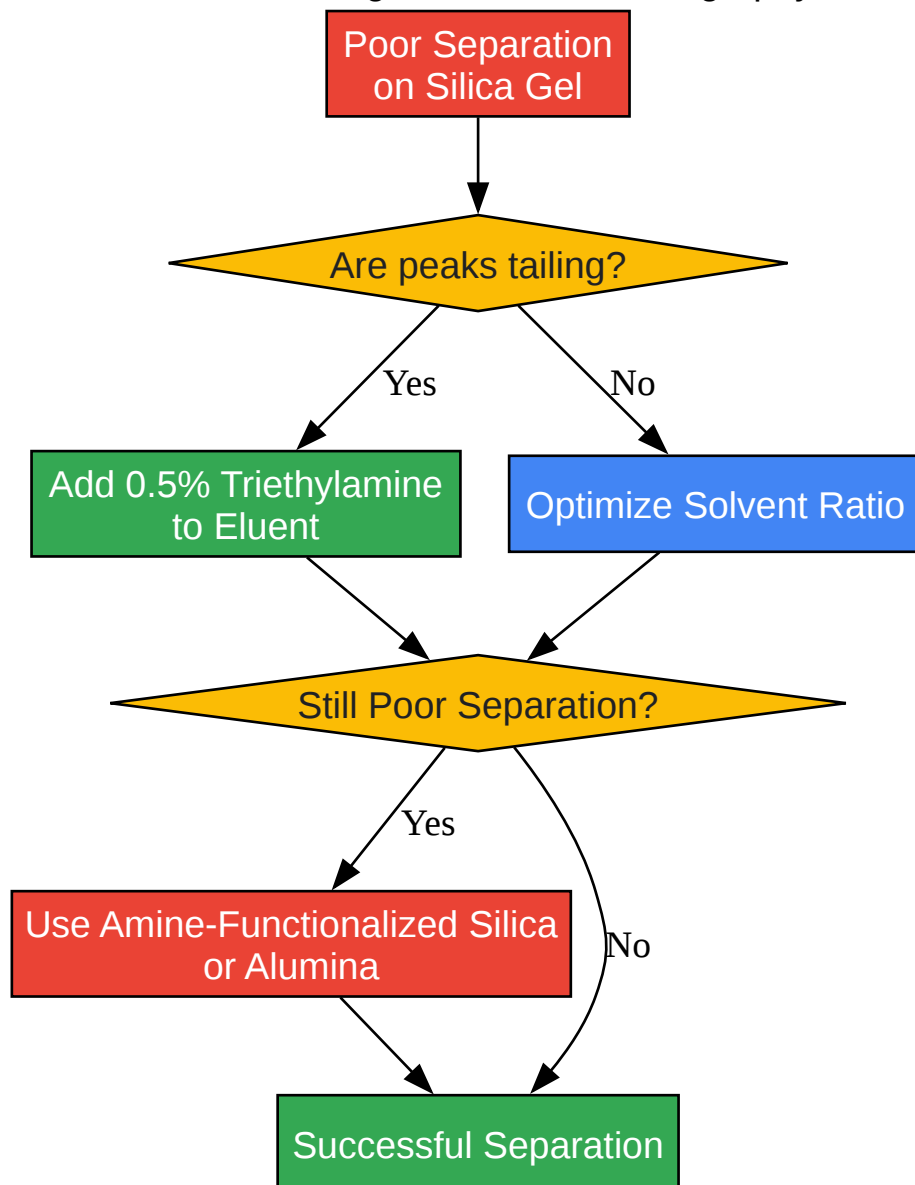 Poor Separation
on Silica Gel
Are peaks tailing?
Yes
No
Add 0.5% Triethylamine
to Eluent
Optimize Solvent Ratio
Still Poor Separation?
Yes
Use Amine-Functionalized Silica
or Alumina
No
Successful Separation